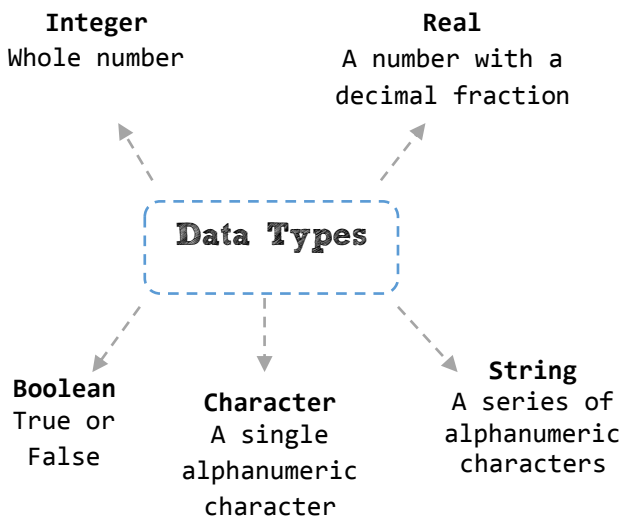 Integer
Whole number
Real
A number with a
decimal fraction
Data Types
Boolean
True or
False
Character
A single
alphanumeric
character
String
A series of
alphanumeric
characters